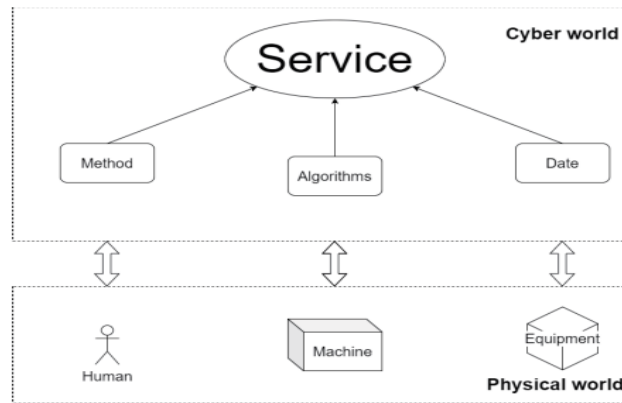 Cyber world
Service
Method
Algorithms
Date
Human
Machine
Equipment
Physical world